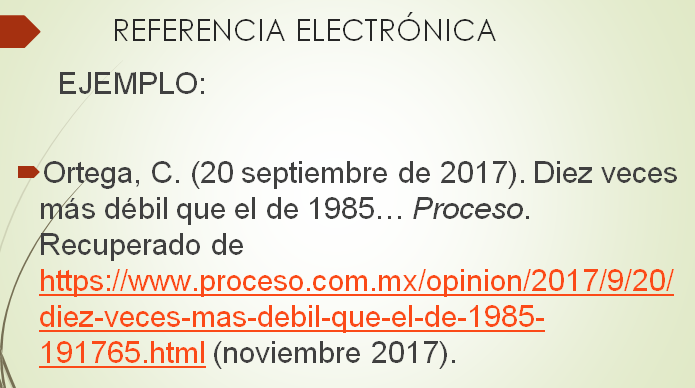 REFERENCIA ELECTRÓNICA
EJEMPLO:
Ortega, C. (20 septiembre de 2017). Diez veces
más débil que el de 1985… Proceso.
Recuperado de
https://www.proceso.com.mx/opinion/2017/9/20/
diez-veces-mas-debil-que-el-de-1985-
191765.html (noviembre 2017).